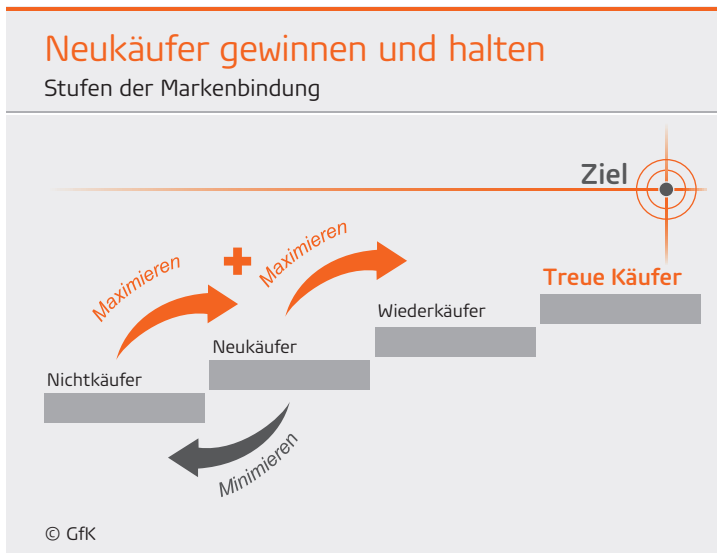 Neukäufer gewinnen und halten
Stufen der Markenbindung
Ziel
Maximieren
+
Maximieren
Treue Käufer
Wiederkäufer
Neukäufer
Nichtkäufer
Minimieren
© GfK